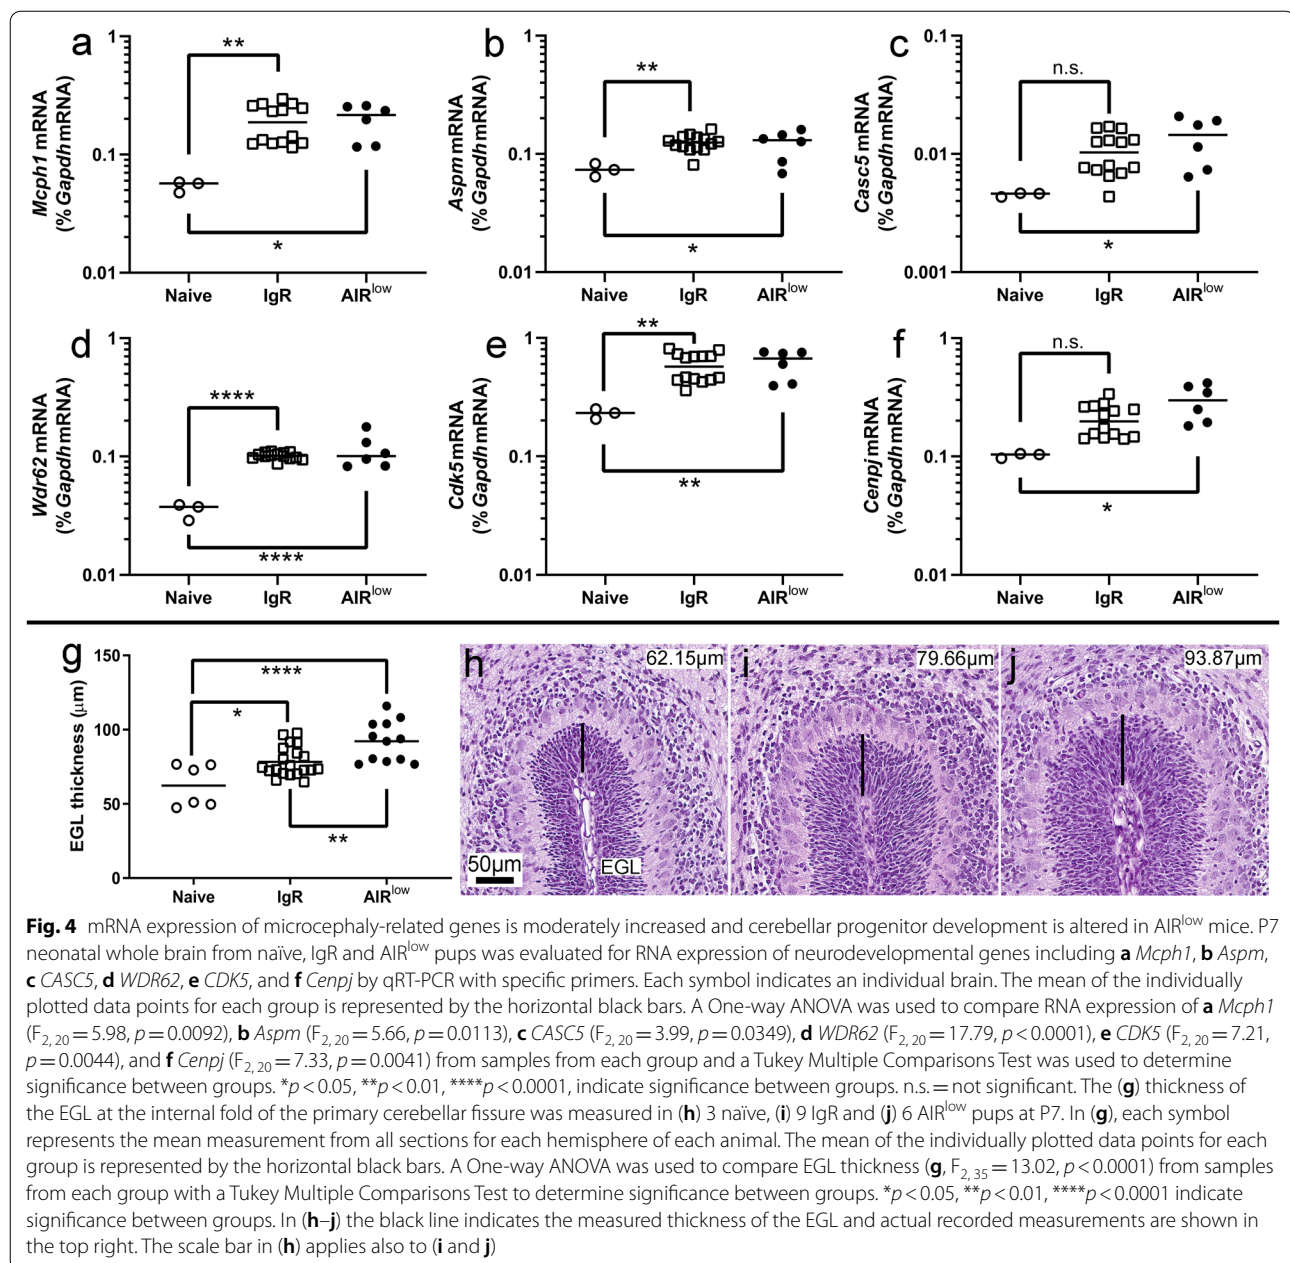 a
Mcph1 mRNA
(% Gapdh mRNA)
1
0.1
0.01
**
*
Naive IgR AIRlow
b
Aspm mRNA
(% Gapdh mRNA)
1
0.1
0.01
**
*
Naive IgR AIRlow
c
Casc5 mRNA
(% Gapdh mRNA)
0.1
0.01
0.001
n.s.
*
Naive IgR AIRlow
d
Wdr62 mRNA
(% Gapdh mRNA)
1
0.1
0.01
****
****
Naive IgR AIRlow
e
Cdk5 mRNA
(% Gapdh mRNA)
1
0.1
0.01
**
**
Naive IgR AIRlow
f
Cenpj mRNA
(% Gapdh mRNA)
1
0.1
0.01
n.s.
*
Naive IgR AIRlow
g
EGL thickness (µm)
150
100
50
0
****
*
**
Naive IgR AIRlow
h
62.15µm
50µm
EGL
i
79.66µm
j
93.87µm
Fig. 4 mRNA expression of microcephaly-related genes is moderately increased and cerebellar progenitor development is altered in AIRlow mice. P7
neonatal whole brain from naïve, IgR and AIRlow pups was evaluated for RNA expression of neurodevelopmental genes including a Mcph1, b Aspm,
c CASC5, d WDR62, e CDK5, and f Cenpj by qRT-PCR with specific primers. Each symbol indicates an individual brain. The mean of the individually
plotted data points for each group is represented by the horizontal black bars. A One-way ANOVA was used to compare RNA expression of a Mcph1
(F2, 20 = 5.98, p = 0.0092), b Aspm (F2, 20 = 5.66, p = 0.0113), c CASC5 (F2, 20 = 3.99, p = 0.0349), d WDR62 (F2, 20 = 17.79, p < 0.0001), e CDK5 (F2, 20 = 7.21,
p = 0.0044), and f Cenpj (F2, 20 = 7.33, p = 0.0041) from samples from each group and a Tukey Multiple Comparisons Test was used to determine
significance between groups. *p < 0.05, **p < 0.01, ****p < 0.0001, indicate significance between groups. n.s. = not significant. The (g) thickness of
the EGL at the internal fold of the primary cerebellar fissure was measured in (h) 3 naïve, (i) 9 IgR and (j) 6 AIRlow pups at P7. In (g), each symbol
represents the mean measurement from all sections for each hemisphere of each animal. The mean of the individually plotted data points for each
group is represented by the horizontal black bars. A One-way ANOVA was used to compare EGL thickness (g, F2, 35 = 13.02, p < 0.0001) from samples
from each group with a Tukey Multiple Comparisons Test to determine significance between groups. *p < 0.05, **p < 0.01, ****p < 0.0001 indicate
significance between groups. In (h–j) the black line indicates the measured thickness of the EGL and actual recorded measurements are shown in
the top right. The scale bar in (h) applies also to (i and j)